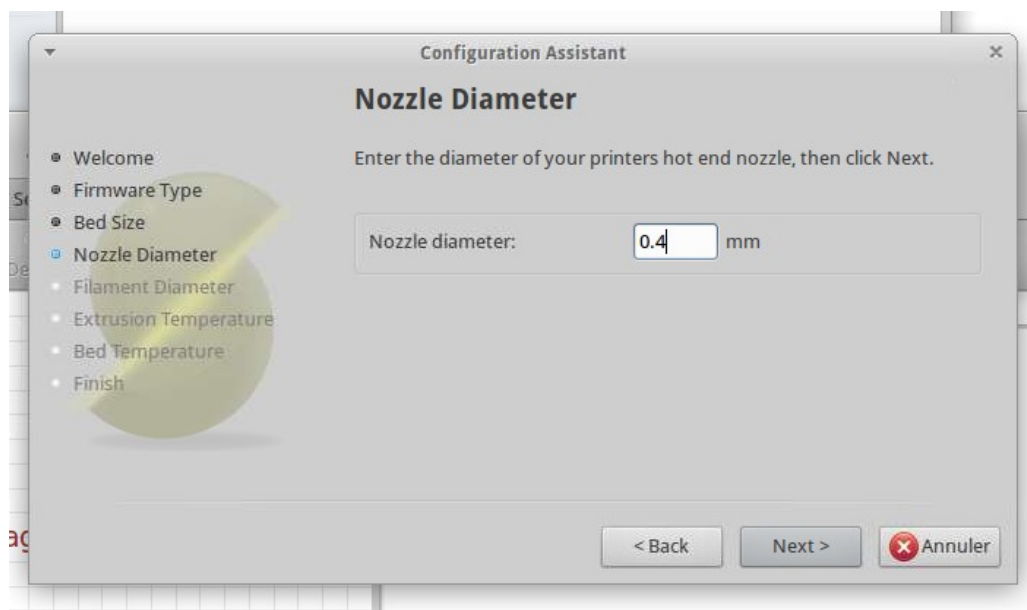 Configuration Assistant
Nozzle Diameter
Welcome
Firmware Type
Bed Size
Nozzle Diameter
Filament Diameter
Extrusion Temperature
Bed Temperature
Finish
Enter the diameter of your printers hot end nozzle, then click Next.
Nozzle diameter: 0.4 mm
< Back Next > Annuler